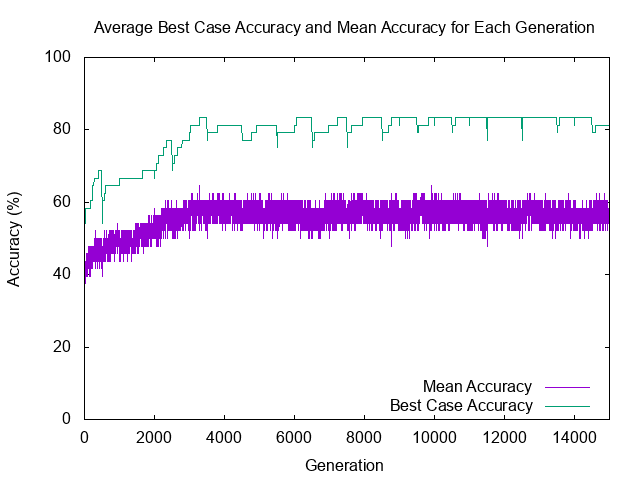 Average Best Case Accuracy and Mean Accuracy for Each Generation
100
80
60
40
20
0
Accuracy (%)
Mean Accuracy
Best Case Accuracy
0 2000 4000 6000 8000 10000 12000 14000
Generation